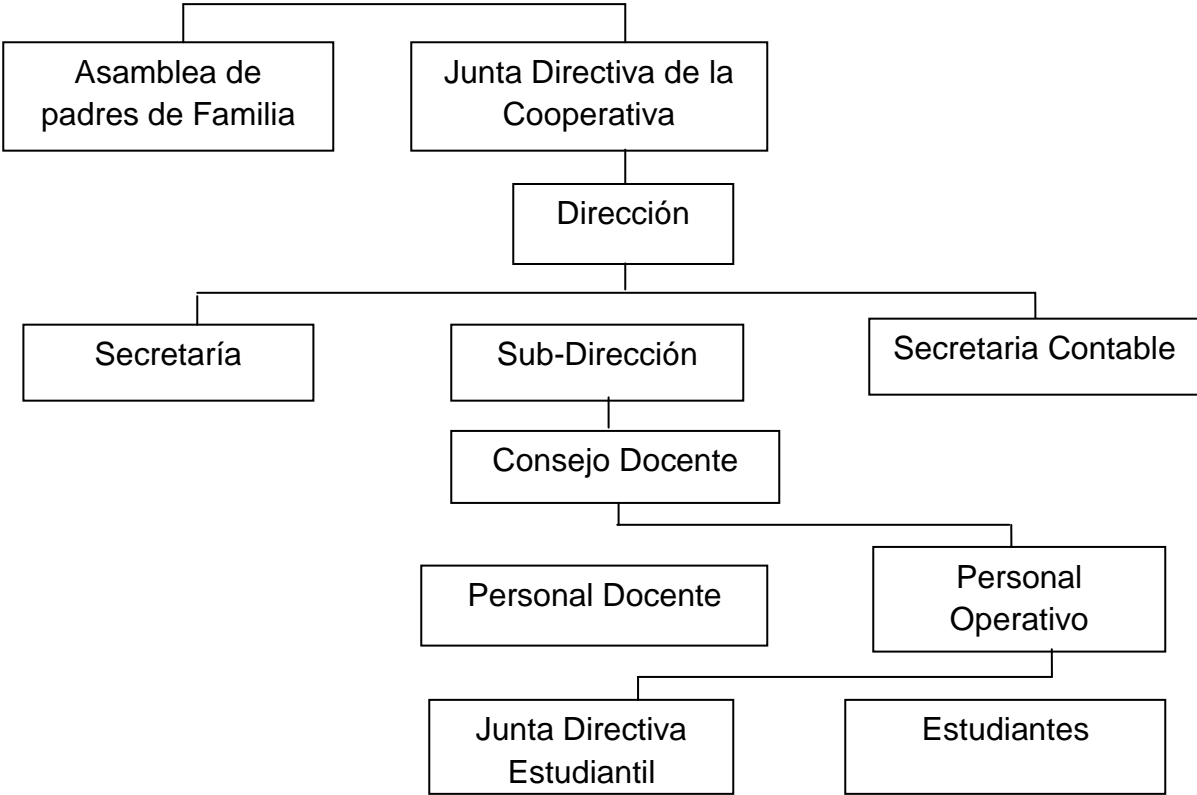 Asamblea de
padres de Familia
Junta Directiva de la
Cooperativa
Dirección
Secretaría
Sub-Dirección
Secretaria Contable
Consejo Docente
Personal Docente
Personal
Operativo
Junta Directiva
Estudiantil
Estudiantes